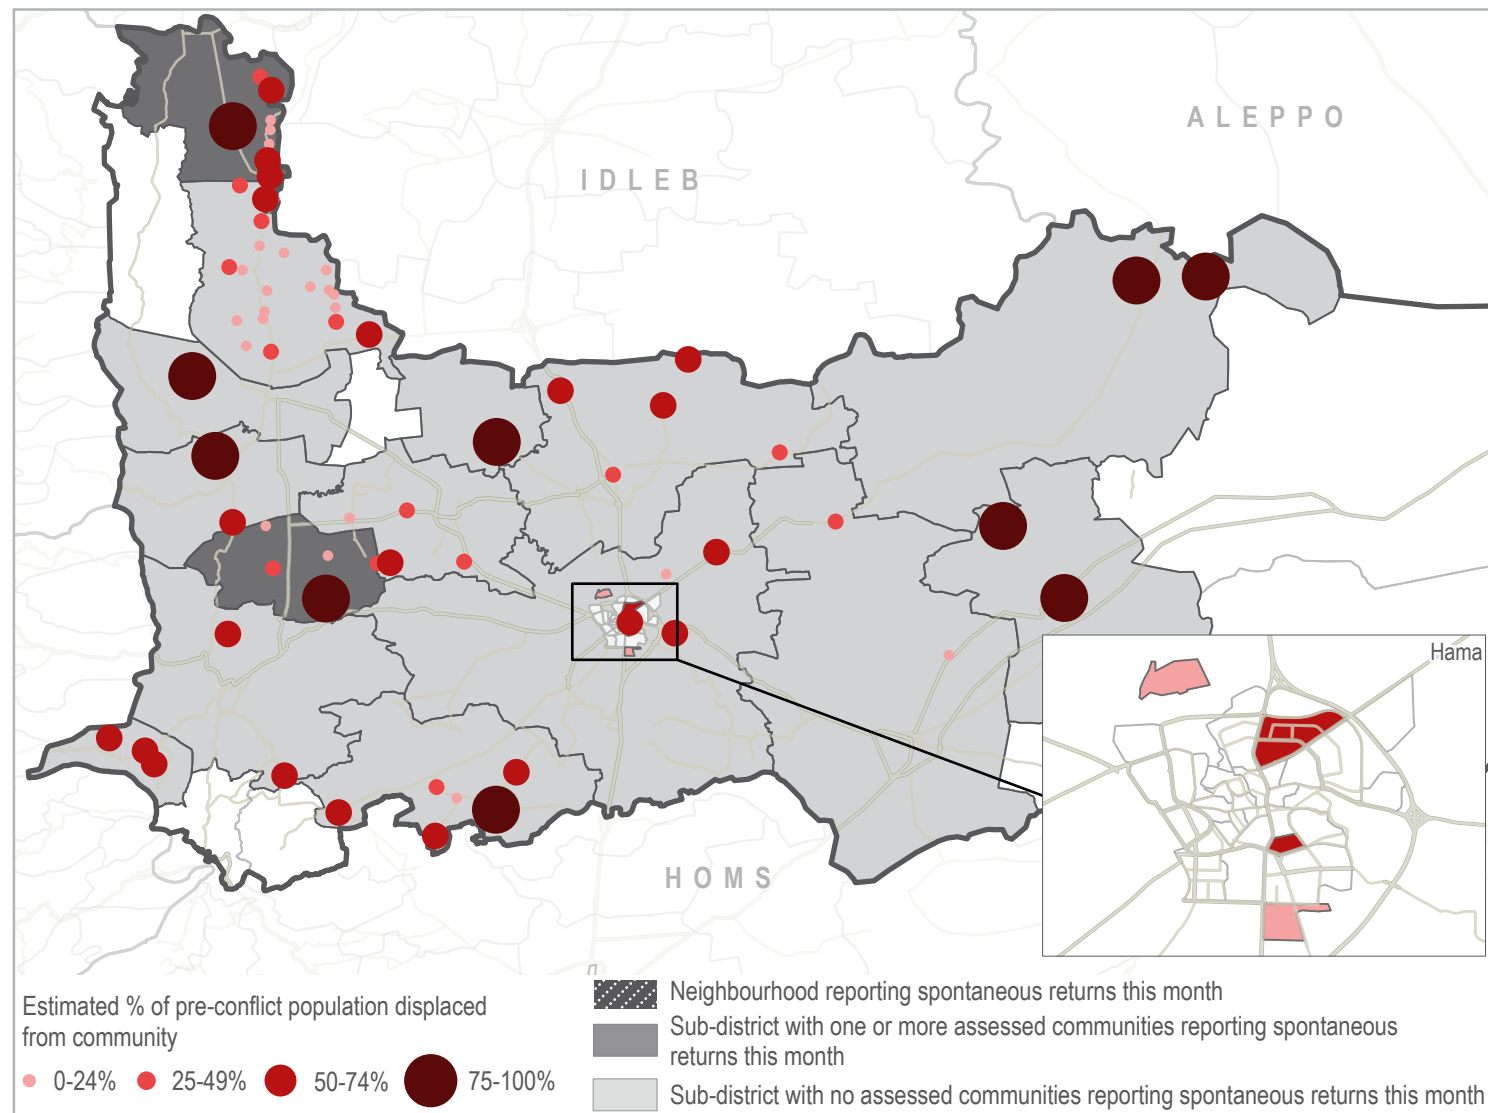 ALEPPO
IDLEB
HOMS
Hama
Estimated % of pre-conflict population displaced
from community
0-24%
25-49%
50-74%
75-100%
Neighbourhood reporting spontaneous returns this month
Sub-district with one or more assessed communities reporting spontaneous
returns this month
Sub-district with no assessed communities reporting spontaneous returns this month